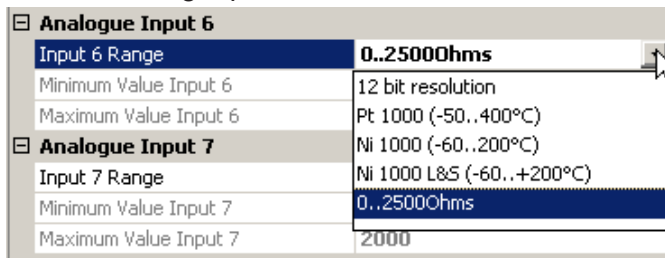 Analogue Input 6
Input 6 Range 0..2500Ohms
Minimum Value Input 6 12 bit resolution
Maximum Value Input 6 Pt 1000 (-50..400°C)
Analogue Input 7 Ni 1000 (-60..200°C)
Input 7 Range Ni 1000 L&S (-60..+200°C)
Minimum Value Input 7 0..2500Ohms
Maximum Value Input 7 2000